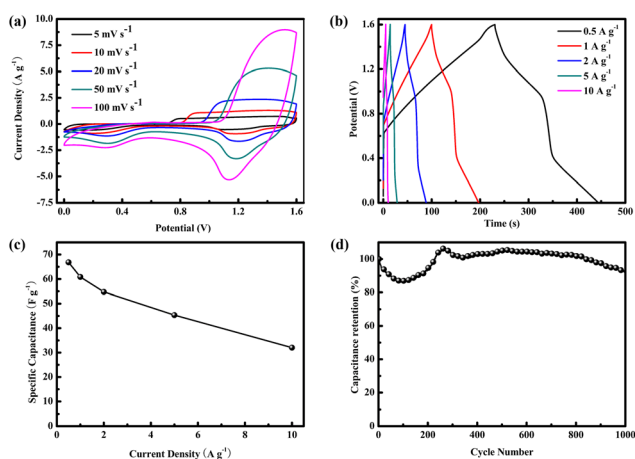 (a)
5 mV s⁻¹
10 mV s⁻¹
20 mV s⁻¹
50 mV s⁻¹
100 mV s⁻¹
10.0
7.5
5.0
2.5
0.0
-2.5
-5.0
-7.5
Current Density (A g⁻¹)
0.0 0.4 0.8 1.2 1.6
Potential (V)
(b)
0.5 A g⁻¹
1 A g⁻¹
2 A g⁻¹
5 A g⁻¹
10 A g⁻¹
1.6
1.2
0.8
0.4
0.0
Potential (V)
0 100 200 300 400 500
Time (s)
(c)
80
70
60
50
40
30
20
10
0
Specific Capacitance (F g⁻¹)
0 2 4 6 8 10
Current Density (A g⁻¹)
(d)
100
80
60
40
20
0
Capacitance retention (%)
0 200 400 600 800 1000
Cycle Number